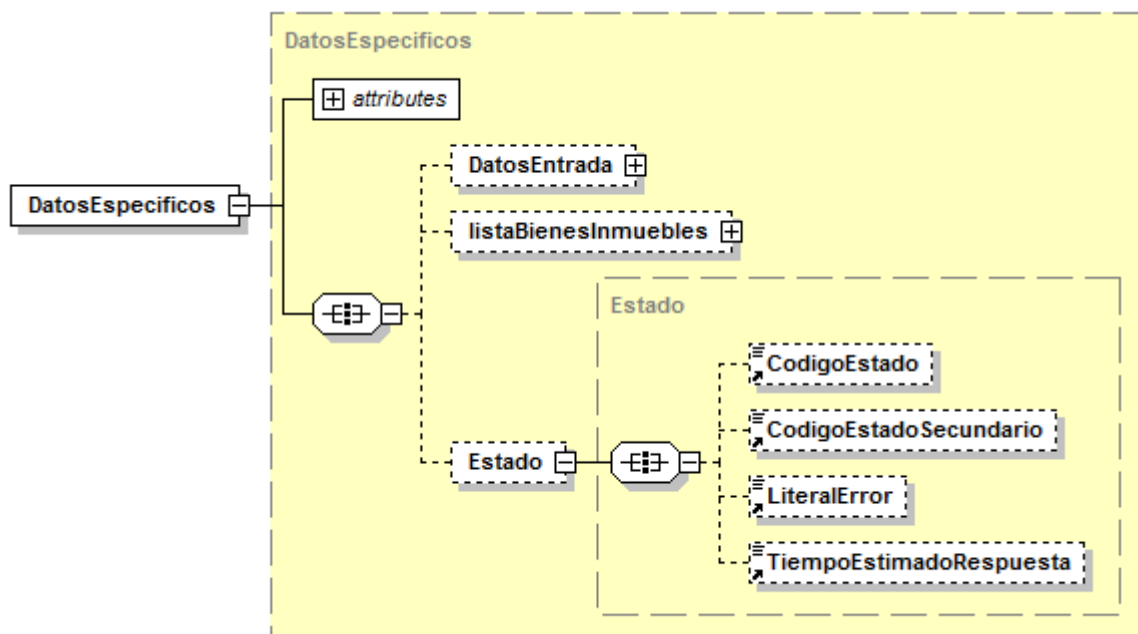 DatosEspecificos
attributes
DatosEntrada
DatosEspecificos
listaBienesInmuebles
Estado
CodigoEstado
CodigoEstadoSecundario
Estado
LiteralError
TiempoEstimadoRespuesta